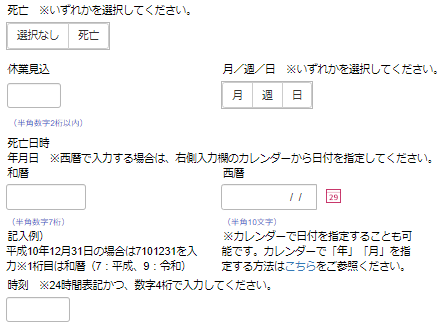 死亡　※いずれかを選択してください。
選択なし　死亡
休業見込　月／週／日　※いずれかを選択してください。
月　週　日
（半角数字2桁以内）
死亡日時
年月日　※西暦で入力する場合は、右側入力欄のカレンダーから日付を指定してください。
和暦　西暦
/ /　29
（半角数字7桁）　（半角10文字）
記入例）
平成10年12月31日の場合は7101231を入
力※1桁目は和暦（7：平成、9：令和）
※カレンダーで日付を指定することも可
能です。カレンダーで「年」「月」を指
定する方法はこちらをご参照ください。
時刻　※24時間表記かつ、数字4桁で入力してください。